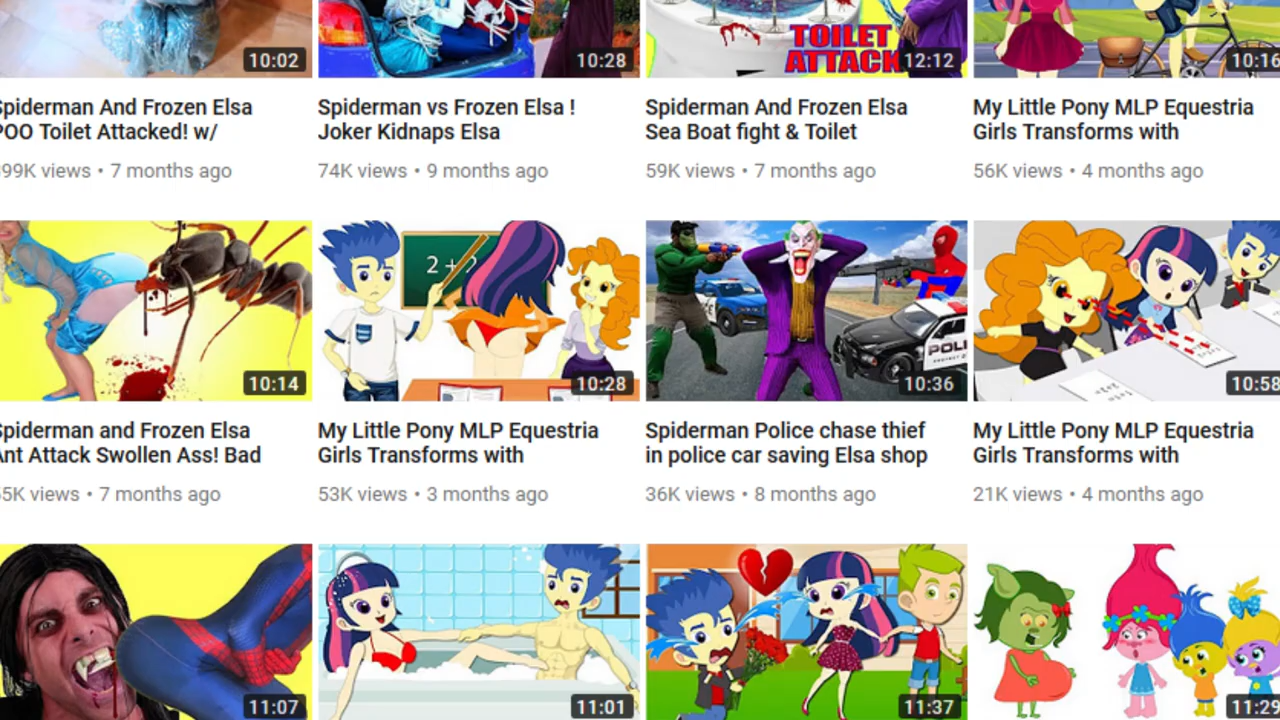 10:02
10:28
TOILET
ATTACK
12:12
10:16
Spiderman And Frozen Elsa
POO Toilet Attacked! w/
99K views • 7 months ago
Spiderman vs Frozen Elsa !
Joker Kidnaps Elsa
74K views • 9 months ago
Spiderman And Frozen Elsa
Sea Boat fight & Toilet
59K views • 7 months ago
My Little Pony MLP Equestria
Girls Transforms with
56K views • 4 months ago
10:14
2+
10:28
POLI
10:36
10:58
Spiderman and Frozen Elsa
Ant Attack Swollen Ass! Bad
55K views • 7 months ago
My Little Pony MLP Equestria
Girls Transforms with
53K views • 3 months ago
Spiderman Police chase thief
in police car saving Elsa shop
36K views • 8 months ago
My Little Pony MLP Equestria
Girls Transforms with
21K views • 4 months ago
11:07
11:01
11:37
11:29